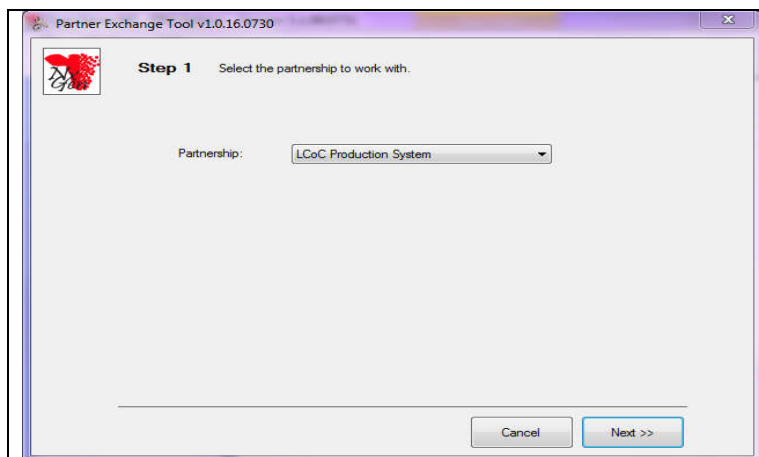 Partner Exchange Tool v1.0.16.0730
Step 1 Select the partnership to work with.
Partnership: LCoC Production System
Cancel Next >>